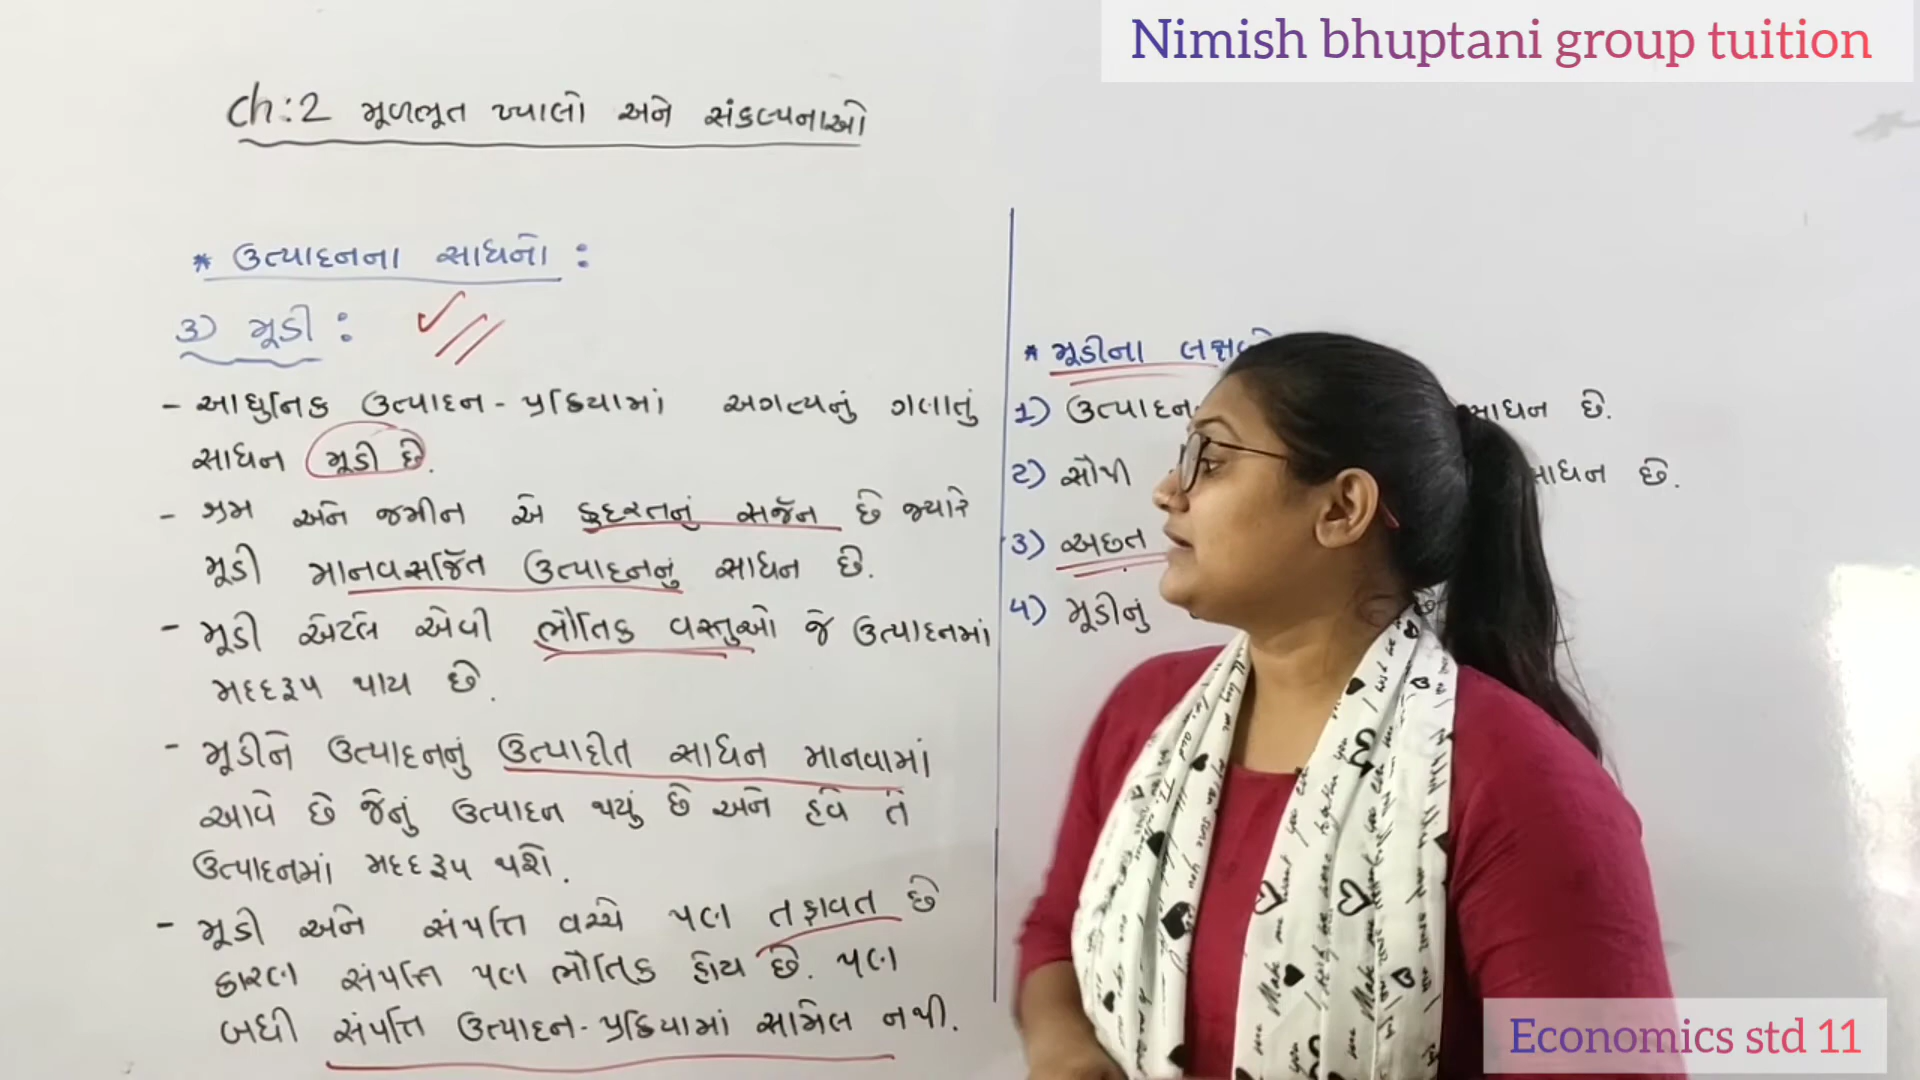 Nimish bhuptani group tuition
Ch:2 મૂળભૂત ખ્યાલો અને સંકલ્પનાઓ
* ઉત્પાદનના સાધનો :
૩) મૂડી :
- આધુનિક ઉત્પાદન-પ્રક્રિયામાં અગત્યનું ગણાતું
સાધન મૂડી છે.
- શ્રમ અને જમીન એ કુદરતનું સર્જન છે જ્યારે
મૂડી માનવસર્જિત ઉત્પાદનનું સાધન છે.
- મૂડી એટલે એવી ભૌતિક વસ્તુઓ જે ઉત્પાદનમાં
મદદરૂપ થાય છે.
- મૂડીને ઉત્પાદનનું ઉત્પાદીત સાધન માનવામાં
આવે છે જેનું ઉત્પાદન થયું છે અને હવે તે
ઉત્પાદનમાં મદદરૂપ થશે.
- મૂડી અને સંપત્તિ વચ્ચે પણ તફાવત છે
કારણ સંપત્તિ પણ ભૌતિક હોય છે. પણ
બધી સંપત્તિ ઉત્પાદન-પ્રક્રિયામાં સામિલ નથી.
* મૂડીના
1) ઉત્પાદન સાધન છે.
2) સૌથી સાધન છે.
3) અછત
4) મૂડીનું
Economics std 11